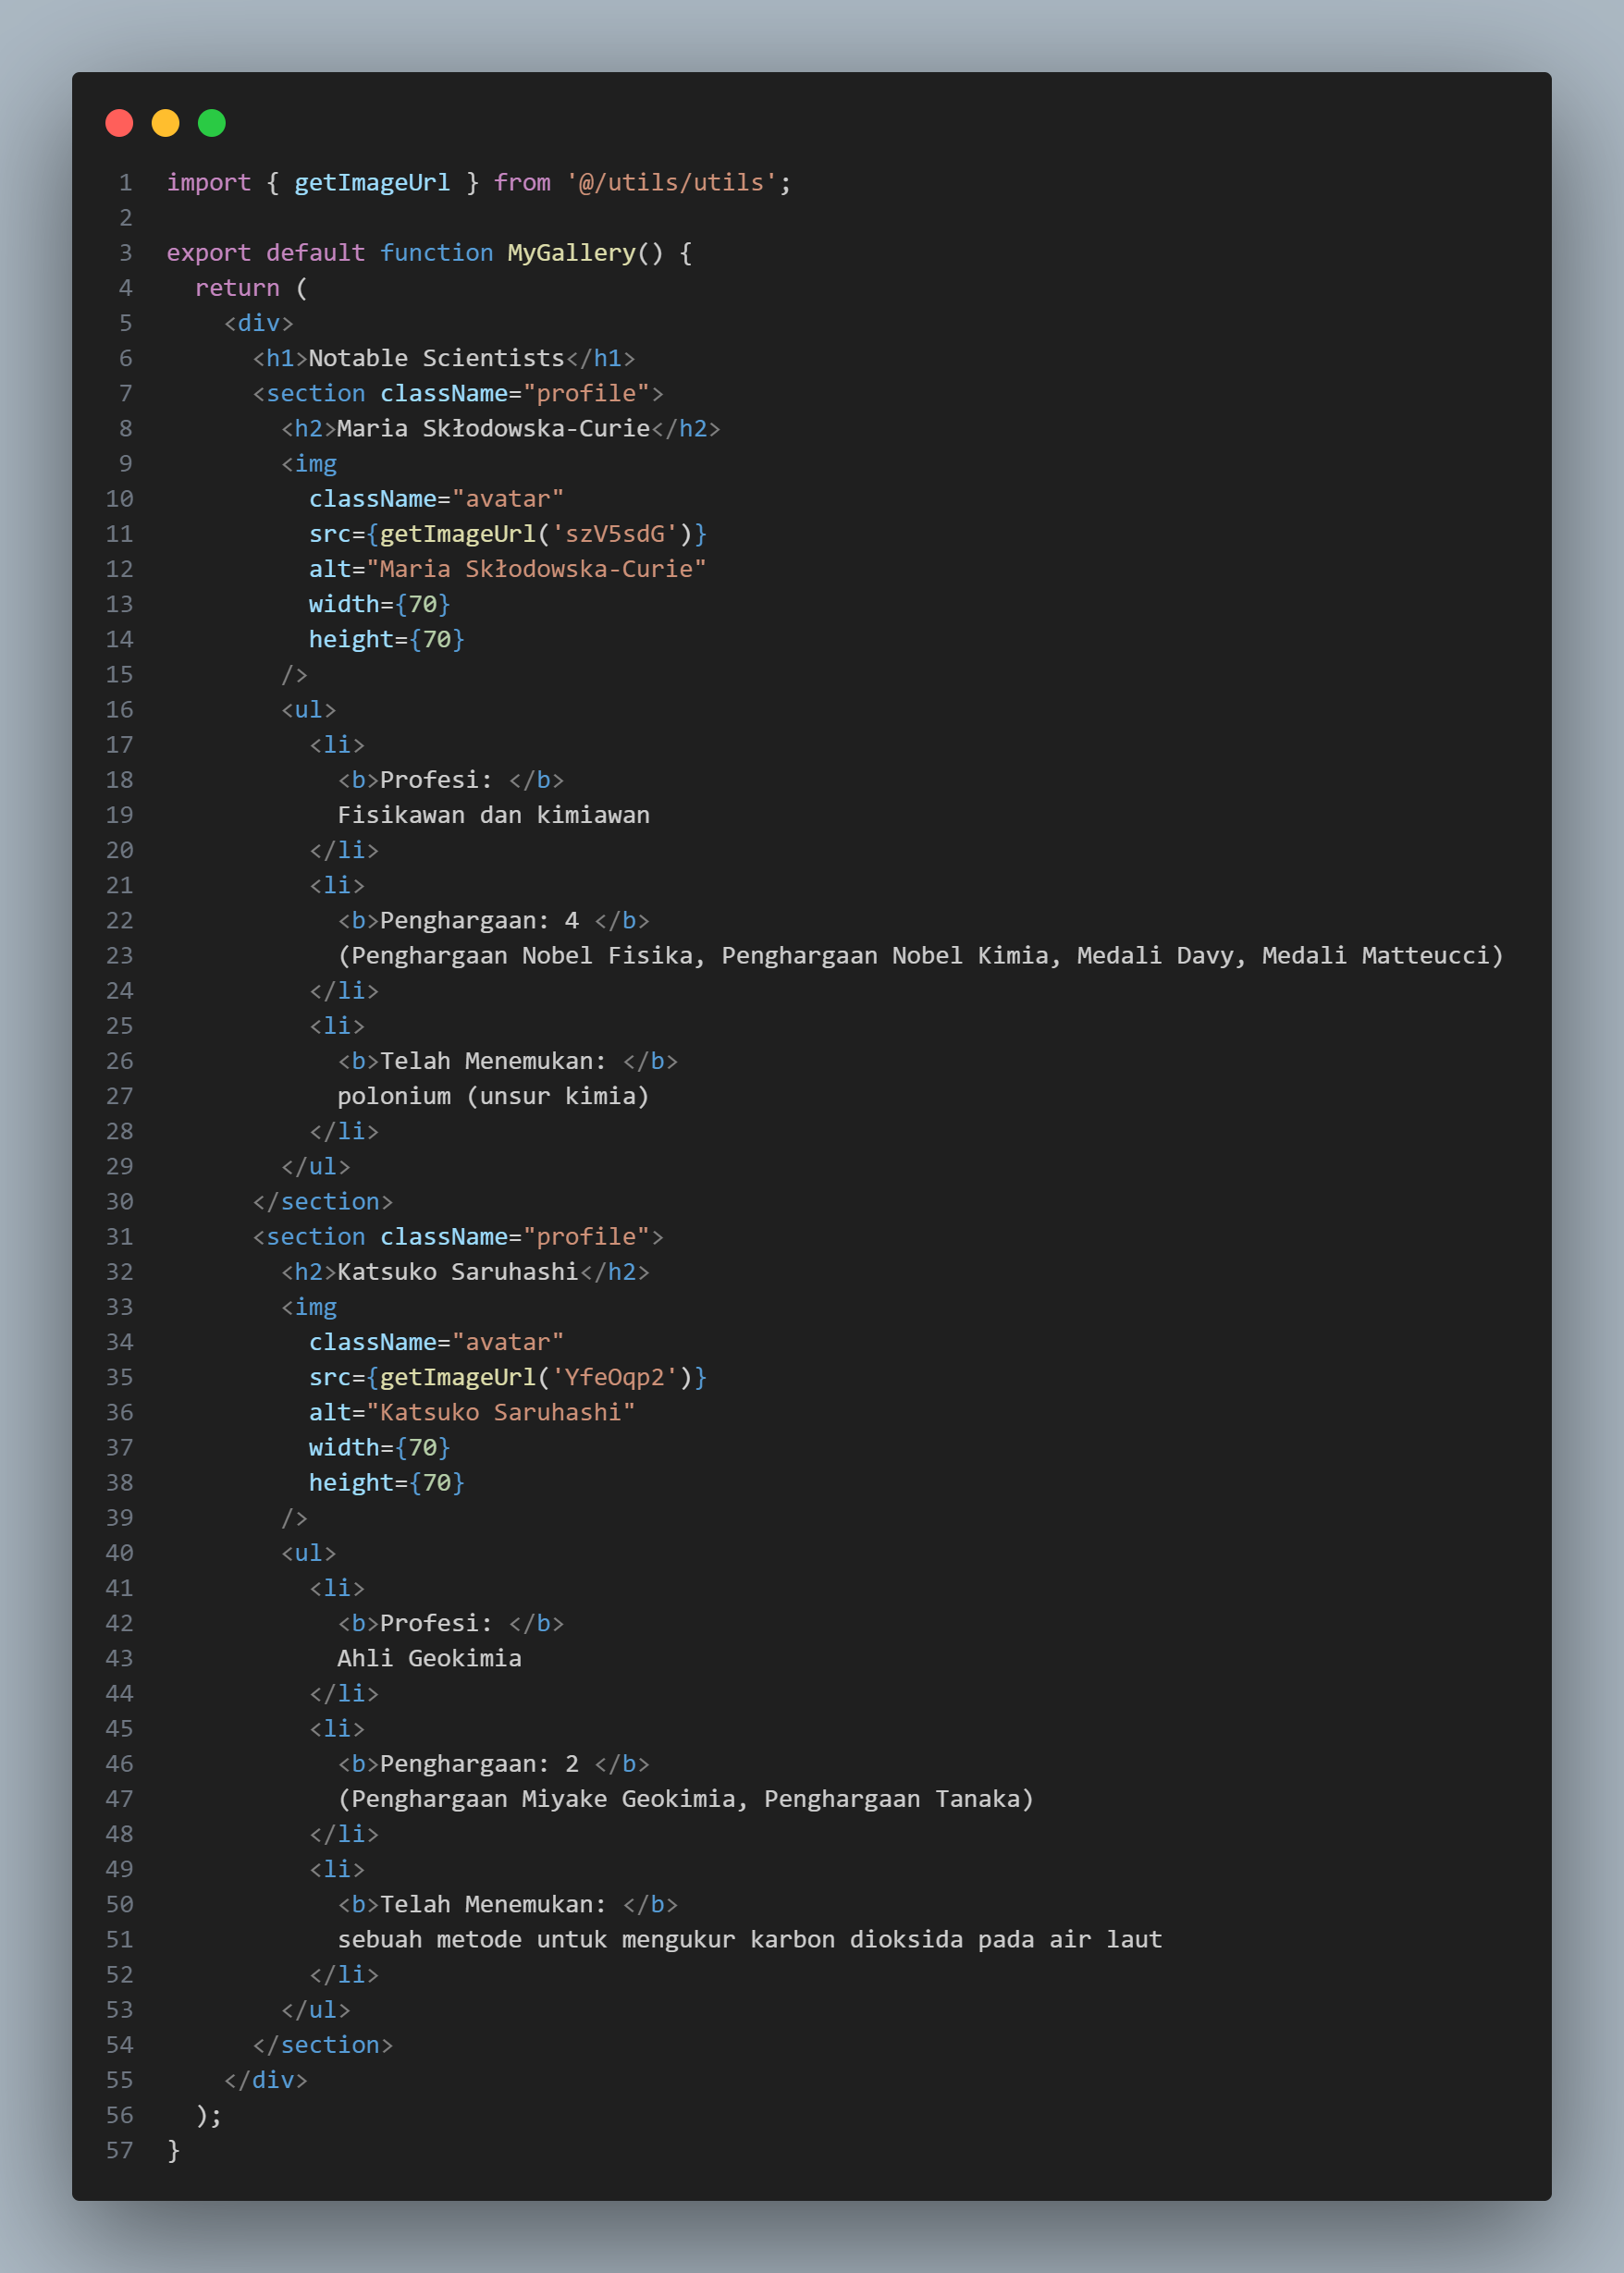 1 import { getImageUrl } from '@/utils/utils';
2
3 export default function MyGallery() {
4   return (
5     <div>
6       <h1>Notable Scientists</h1>
7       <section className="profile">
8         <h2>Maria Skłodowska-Curie</h2>
9         <img
10           className="avatar"
11           src={getImageUrl('szV5sdG')}
12           alt="Maria Skłodowska-Curie"
13           width={70}
14           height={70}
15         />
16         <ul>
17           <li>
18             <b>Profesi: </b>
19             Fisikawan dan kimiawan
20           </li>
21           <li>
22             <b>Penghargaan: 4 </b>
23             (Penghargaan Nobel Fisika, Penghargaan Nobel Kimia, Medali Davy, Medali Matteucci)
24           </li>
25           <li>
26             <b>Telah Menemukan: </b>
27             polonium (unsur kimia)
28           </li>
29         </ul>
30       </section>
31       <section className="profile">
32         <h2>Katsuko Saruhashi</h2>
33         <img
34           className="avatar"
35           src={getImageUrl('YfeOqp2')}
36           alt="Katsuko Saruhashi"
37           width={70}
38           height={70}
39         />
40         <ul>
41           <li>
42             <b>Profesi: </b>
43             Ahli Geokimia
44           </li>
45           <li>
46             <b>Penghargaan: 2 </b>
47             (Penghargaan Miyake Geokimia, Penghargaan Tanaka)
48           </li>
49           <li>
50             <b>Telah Menemukan: </b>
51             sebuah metode untuk mengukur karbon dioksida pada air laut
52           </li>
53         </ul>
54       </section>
55     </div>
56   );
57 }